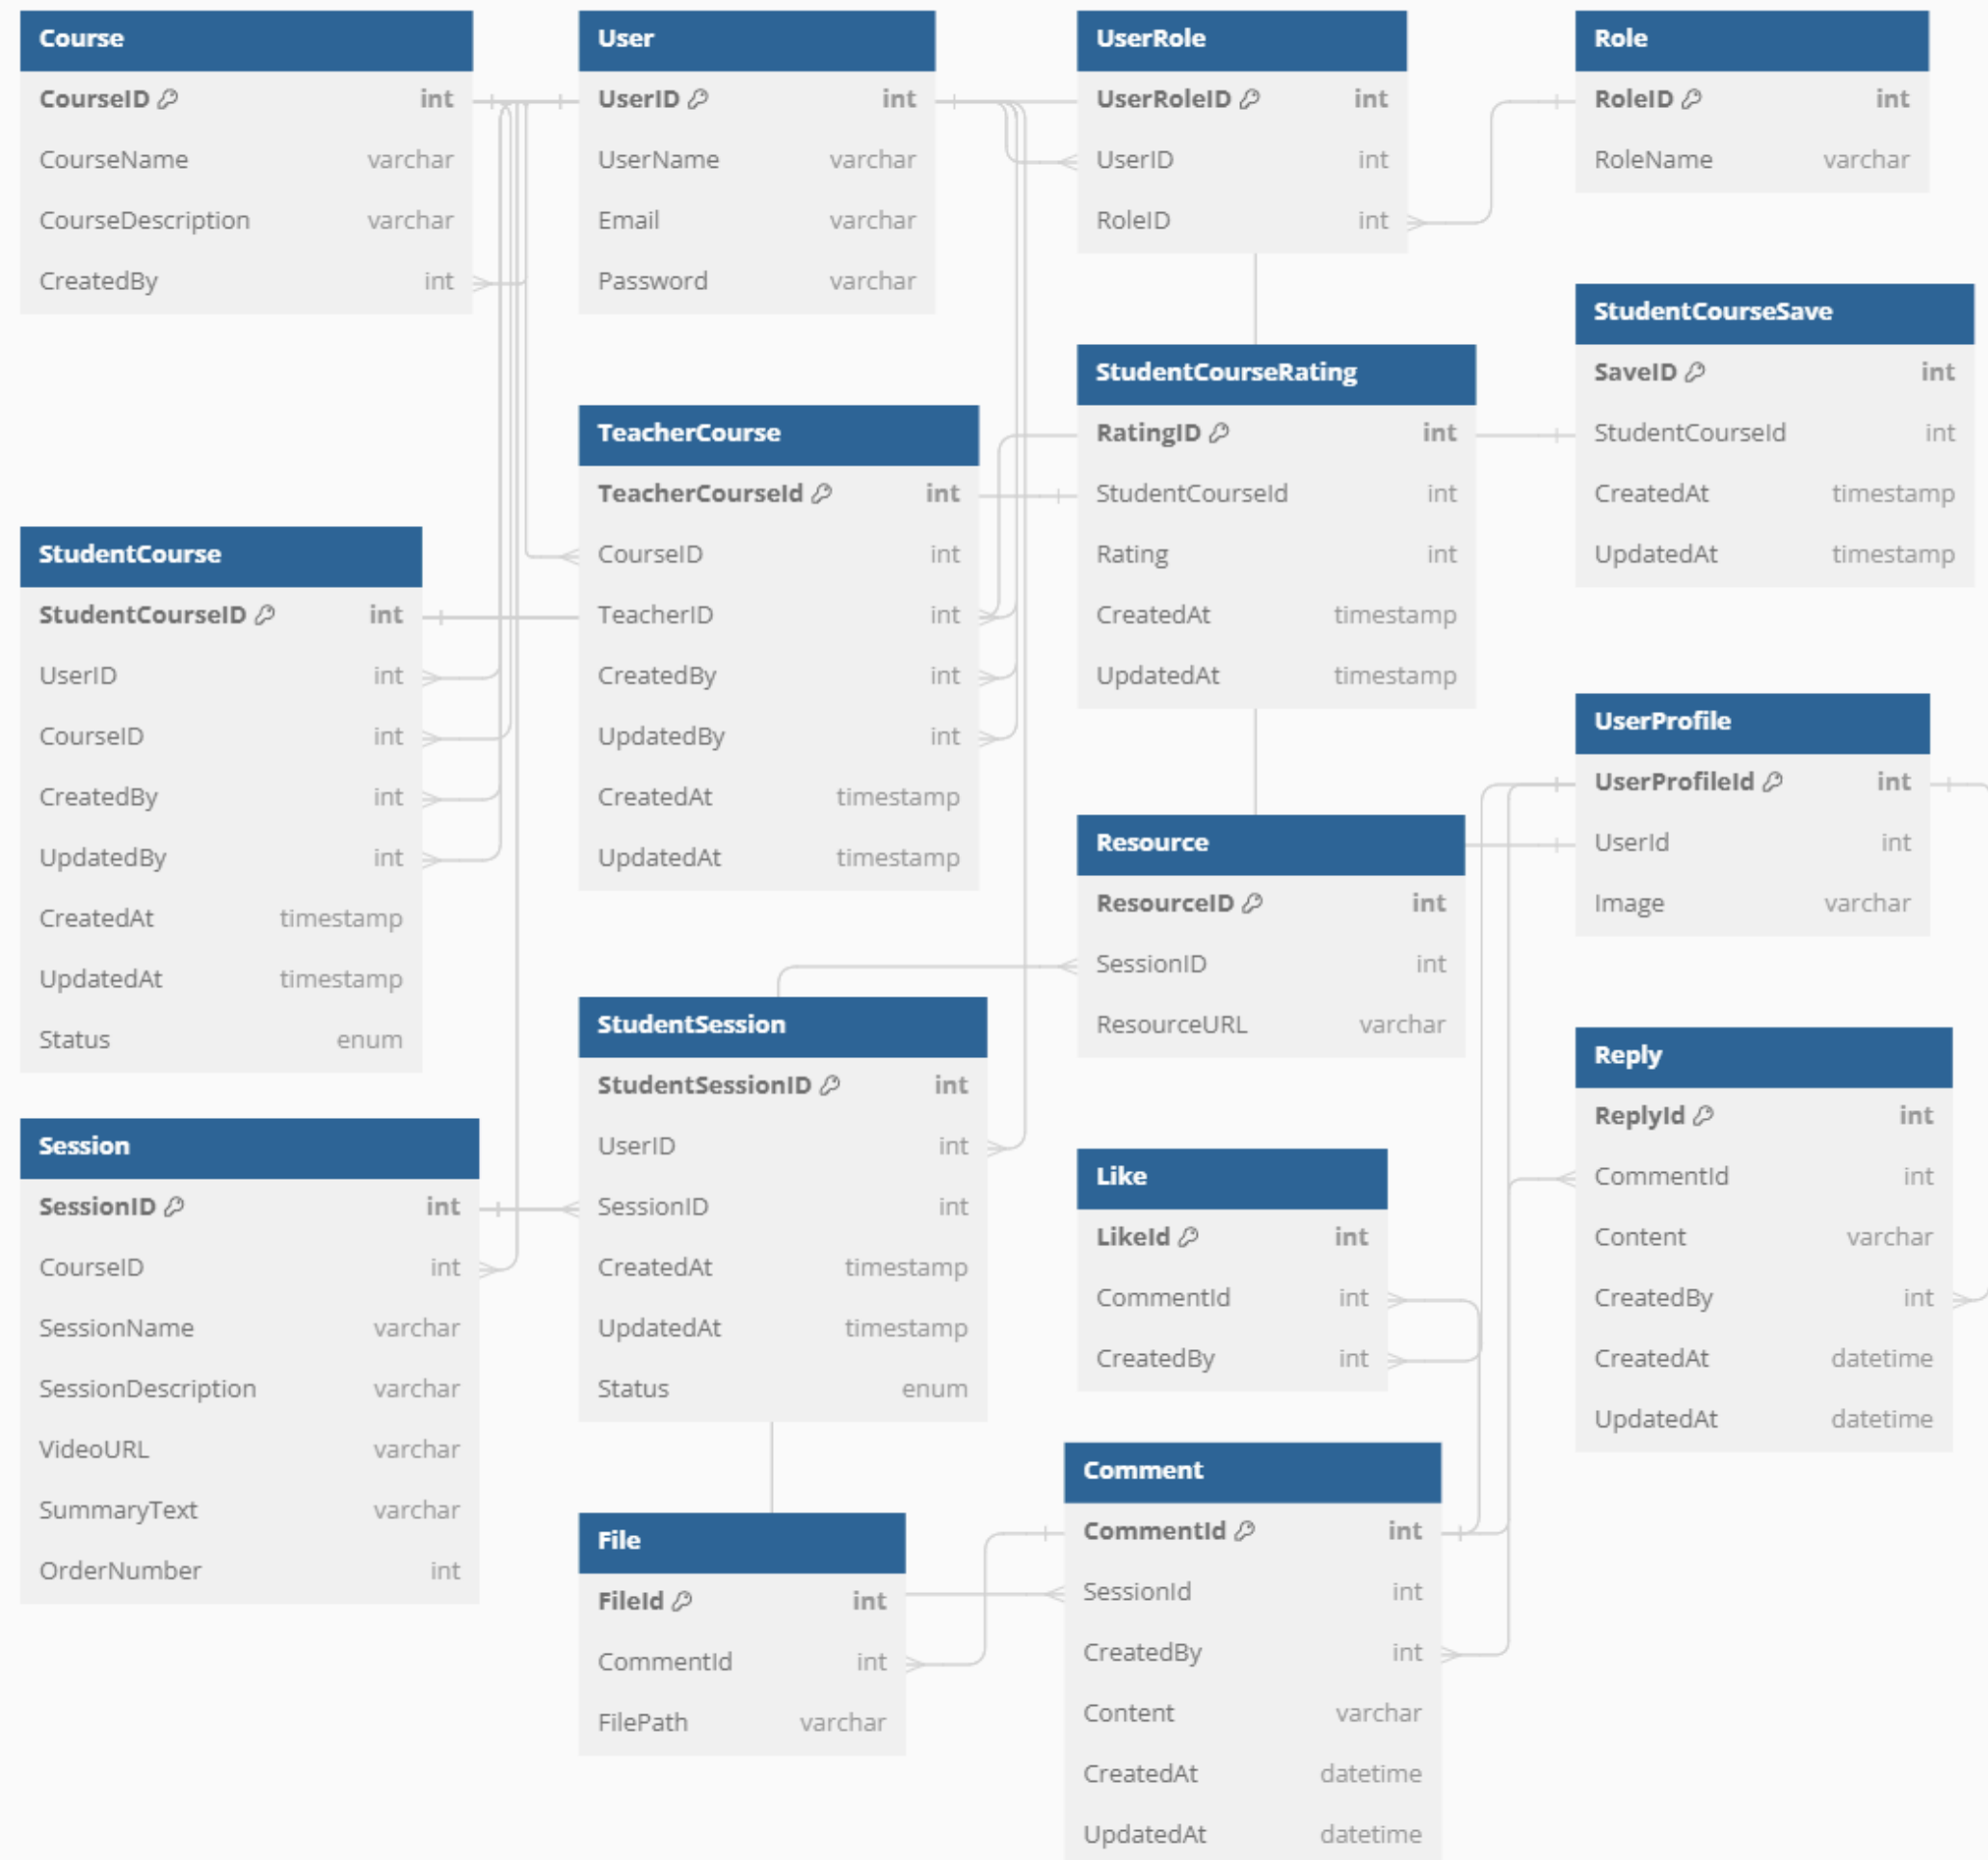 Course
CourseID int
CourseName varchar
CourseDescription varchar
CreatedBy int
User
UserID int
UserName varchar
Email varchar
Password varchar
UserRole
UserRoleID int
UserID int
RoleID int
Role
RoleID int
RoleName varchar
StudentCourseSave
SaveID int
StudentCourseId int
CreatedAt timestamp
UpdatedAt timestamp
StudentCourseRating
RatingID int
StudentCourseId int
Rating int
CreatedAt timestamp
UpdatedAt timestamp
TeacherCourse
TeacherCourseId int
CourseID int
TeacherID int
CreatedBy int
UpdatedBy int
CreatedAt timestamp
UpdatedAt timestamp
StudentCourse
StudentCourseID int
UserID int
CourseID int
CreatedBy int
UpdatedBy int
CreatedAt timestamp
UpdatedAt timestamp
Status enum
UserProfile
UserProfileId int
UserId int
Image varchar
Resource
ResourceID int
SessionID int
ResourceURL varchar
StudentSession
StudentSessionID int
UserID int
SessionID int
CreatedAt timestamp
UpdatedAt timestamp
Status enum
Reply
ReplyId int
CommentId int
Content varchar
CreatedBy int
CreatedAt datetime
UpdatedAt datetime
Session
SessionID int
CourseID int
SessionName varchar
SessionDescription varchar
VideoURL varchar
SummaryText varchar
OrderNumber int
Like
LikeId int
CommentId int
CreatedBy int
Comment
CommentId int
SessionId int
CreatedBy int
Content varchar
CreatedAt datetime
UpdatedAt datetime
File
FileId int
CommentId int
FilePath varchar